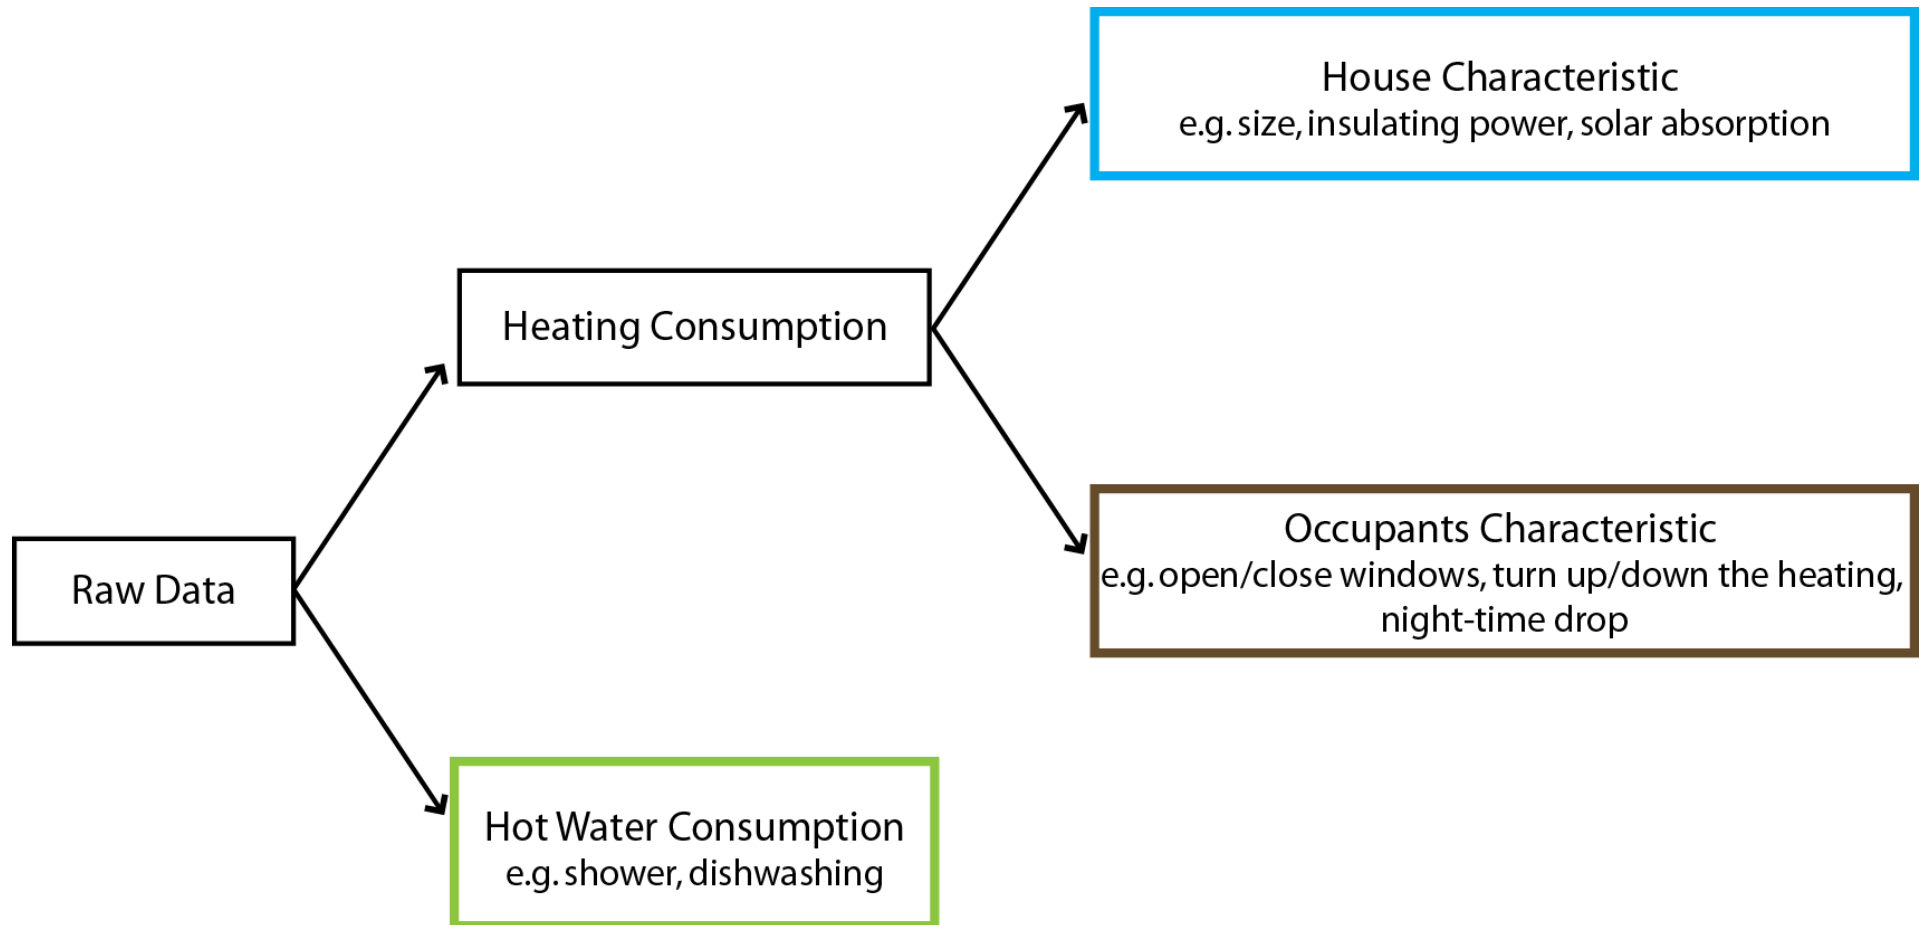 House Characteristic
e.g. size, insulating power, solar absorption
Heating Consumption
Occupants Characteristic
e.g. open/close windows, turn up/down the heating,
night-time drop
Raw Data
Hot Water Consumption
e.g. shower, dishwashing